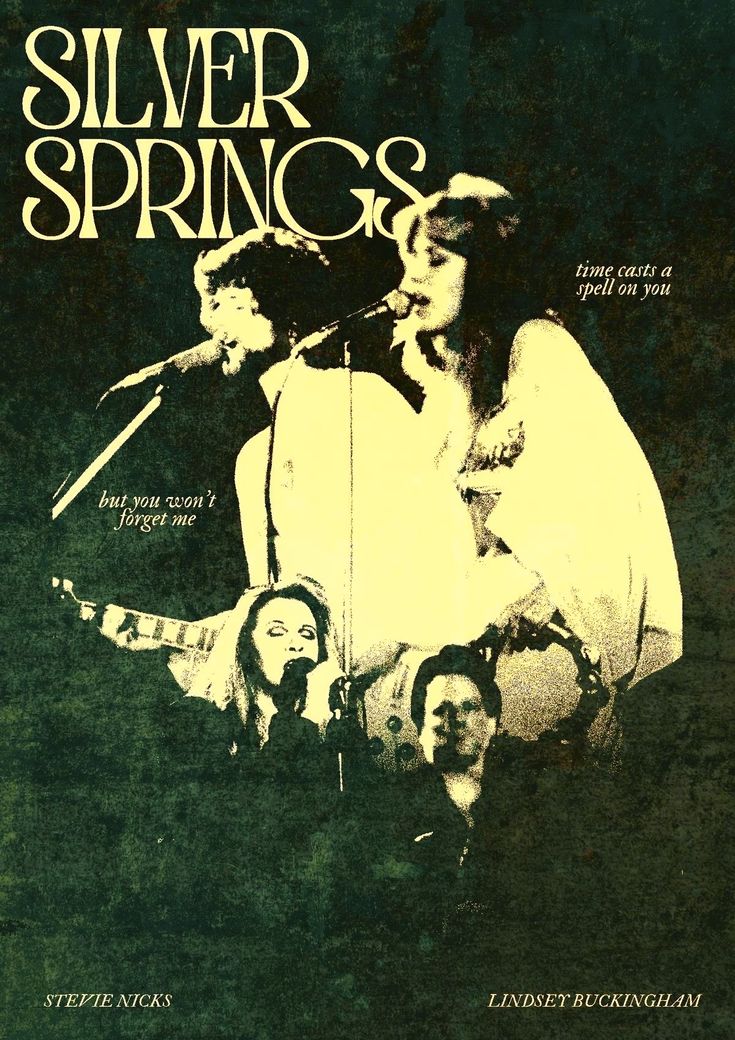 SILVER
SPRINGS
time casts a
spell on you
but you won't
forget me
STEVIE NICKS
LINDSEY BUCKINGHAM